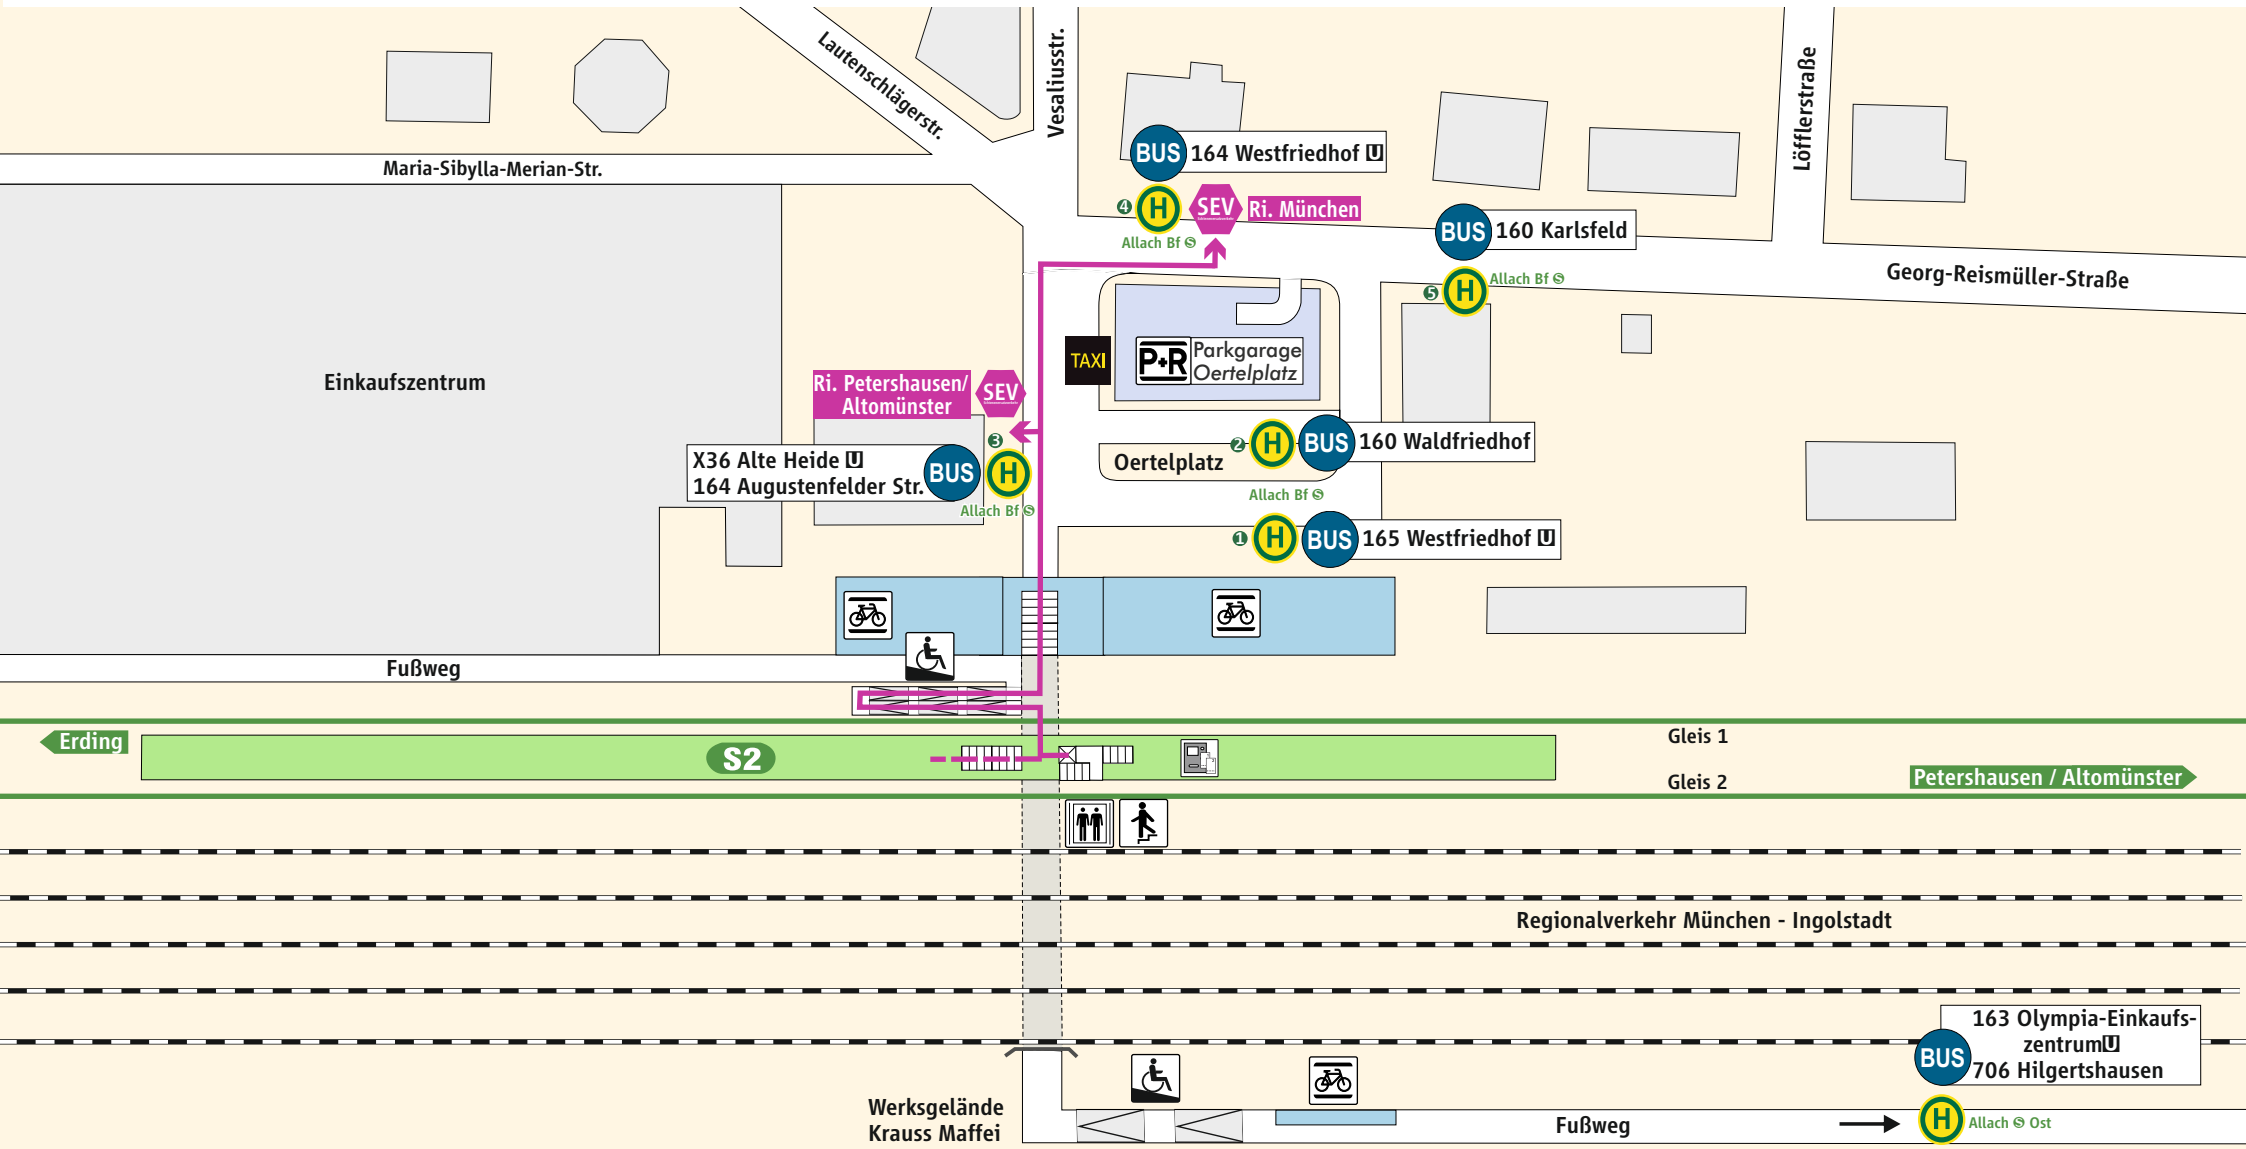 Lautenschlägerstr.
Vesaliusstr.
Löfflerstraße
Maria-Sibylla-Merian-Str.
BUS 164 Westfriedhof U
4 H SEV Ri. München
Allach Bf S
BUS 160 Karlsfeld
5 H Allach Bf S
Georg-Reismüller-Straße
Einkaufszentrum
TAXI
P+R Parkgarage
Oertelplatz
Ri. Petershausen/
Altomünster
SEV
3
X36 Alte Heide U
164 Augustenfelder Str.
BUS H
Allach Bf S
Oertelplatz
2 H BUS 160 Waldfriedhof
Allach Bf S
1 H BUS 165 Westfriedhof U
Fußweg
Erding
S2
Gleis 1
Gleis 2
Petershausen / Altomünster
Regionalverkehr München - Ingolstadt
BUS
163 Olympia-Einkaufs-
zentrum U
706 Hilgertshausen
Werksgelände
Krauss Maffei
Fußweg
H Allach S Ost